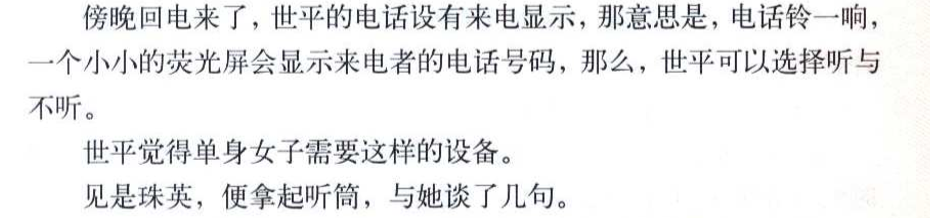 傍晚回电来了，世平的电话设有来电显示，那意思是，电话铃一响，
一个小小的荧光屏会显示来电者的电话号码，那么，世平可以选择听与
不听。
世平觉得单身女子需要这样的设备。
见是珠英，便拿起听筒，与她谈了几句。